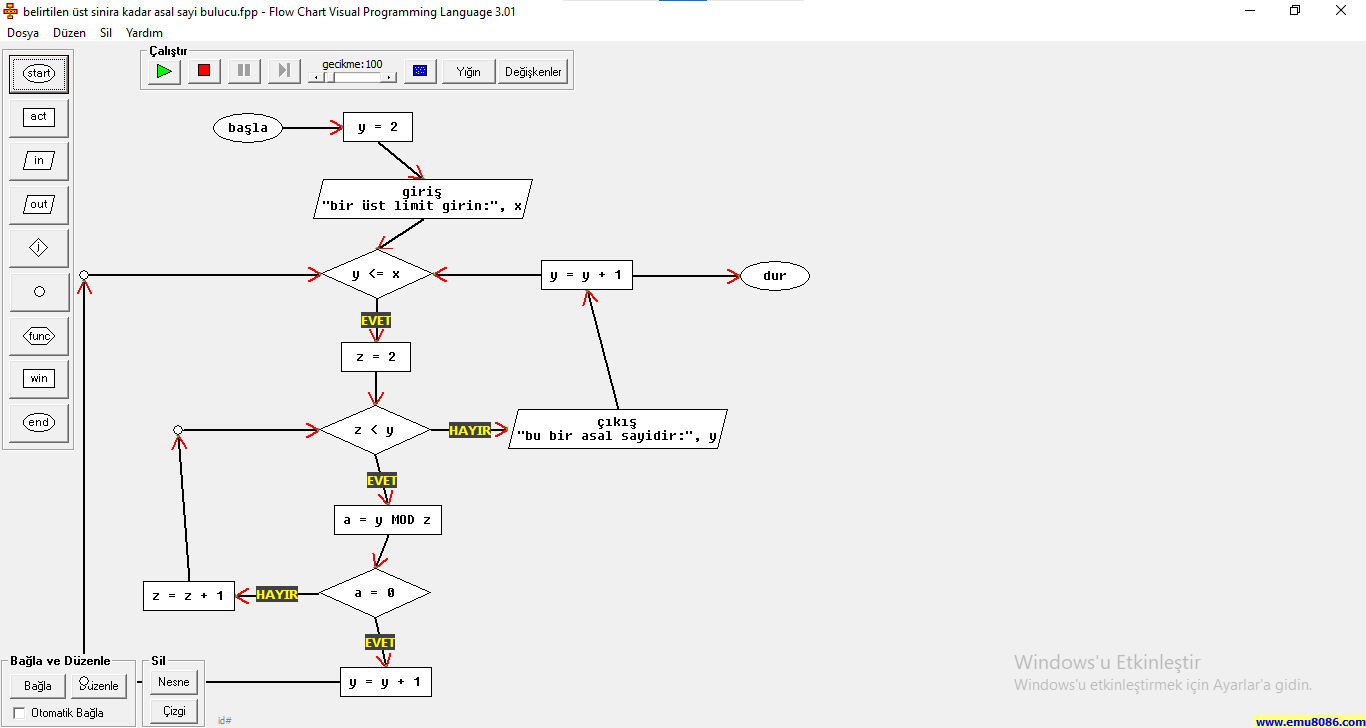 belirtilen üst sinira kadar asal sayi bulucu.fpp - Flow Chart Visual Programming Language 3.01
Dosya Düzen Sil Yardım
Çalıştır
gecikme:100
Yığın
Değişkenler
start
act
in
out
j
func
win
end
başla
y = 2
giriş
"bir üst limit girin:", x
y <= x
y = y + 1
dur
EVET
z = 2
z < y
HAYIR
çıkış
"bu bir asal sayidir:", y
EVET
a = y MOD z
a = 0
HAYIR
z = z + 1
EVET
y = y + 1
Bağla ve Düzenle
Bağla
Düzenle
Otomatik Bağla
Sil
Nesne
Çizgi
id#
Windows'u Etkinleştir
Windows'u etkinleştirmek için Ayarlar'a gidin.
www.emu8086.com